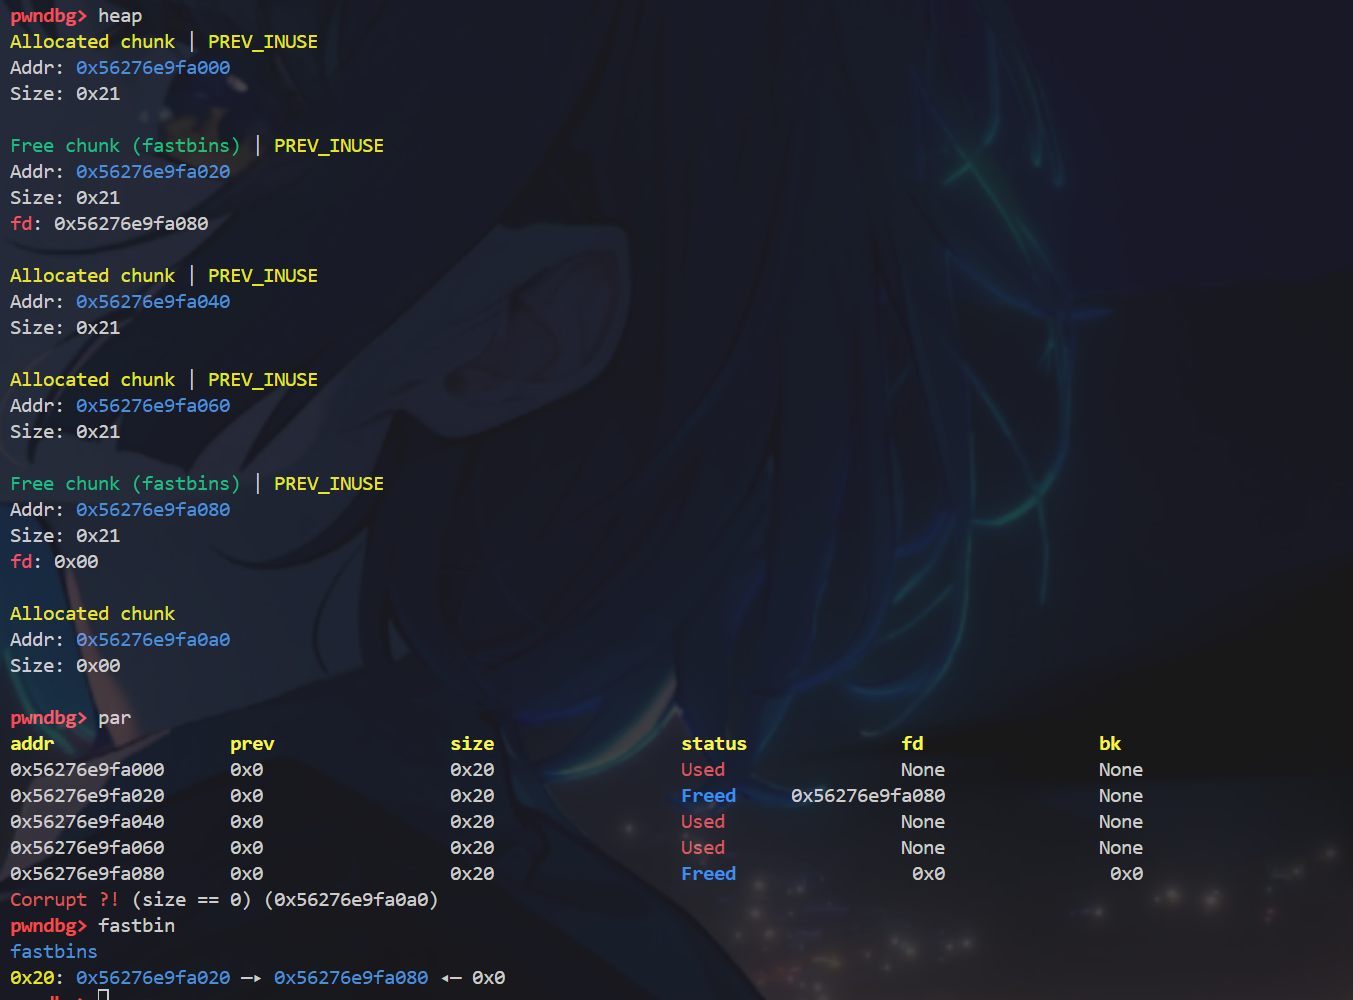 pwndbg> heap
Allocated chunk | PREV_INUSE
Addr: 0x56276e9fa000
Size: 0x21
Free chunk (fastbins) | PREV_INUSE
Addr: 0x56276e9fa020
Size: 0x21
fd: 0x56276e9fa080
Allocated chunk | PREV_INUSE
Addr: 0x56276e9fa040
Size: 0x21
Allocated chunk | PREV_INUSE
Addr: 0x56276e9fa060
Size: 0x21
Free chunk (fastbins) | PREV_INUSE
Addr: 0x56276e9fa080
Size: 0x21
fd: 0x00
Allocated chunk
Addr: 0x56276e9fa0a0
Size: 0x00
pwndbg> par
addr prev size status fd bk
0x56276e9fa000 0x0 0x20 Used None None
0x56276e9fa020 0x0 0x20 Freed 0x56276e9fa080 None
0x56276e9fa040 0x0 0x20 Used None None
0x56276e9fa060 0x0 0x20 Used None None
0x56276e9fa080 0x0 0x20 Freed 0x0 0x0
Corrupt ?! (size == 0) (0x56276e9fa0a0)
pwndbg> fastbin
fastbins
0x20: 0x56276e9fa020 —▸ 0x56276e9fa080 ◂— 0x0